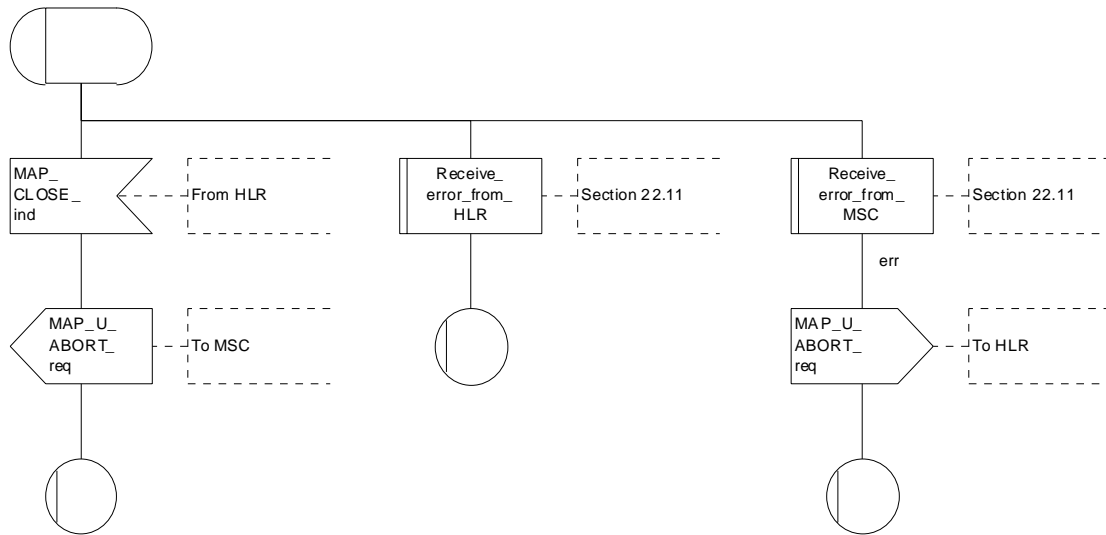 MAP_
CLOSE_
ind
From HLR
Receive_
error_from_
HLR
Section 22.11
Receive_
error_from_
MSC
Section 22.11
err
MAP_U_
ABORT_
req
To MSC
MAP_U_
ABORT_
req
To HLR